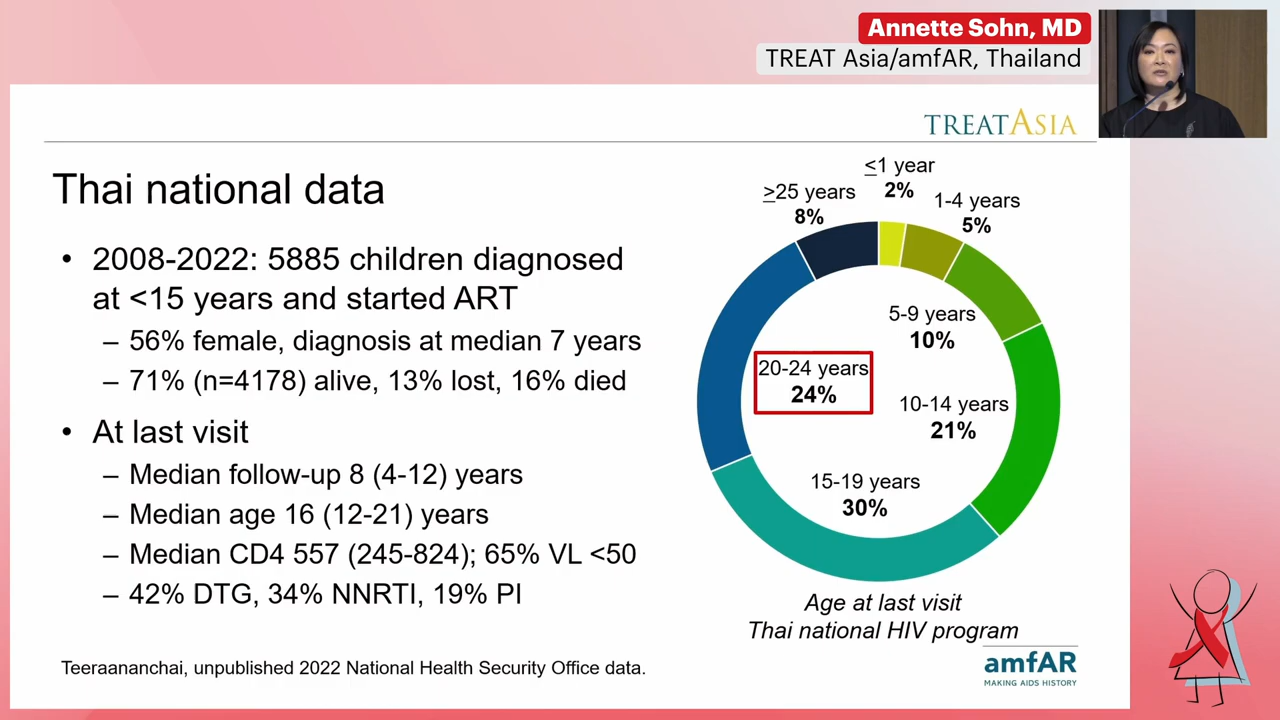 Annette Sohn, MD
TREAT Asia/amfAR, Thailand
TREATASIA
Thai national data
• 2008-2022: 5885 children diagnosed
at <15 years and started ART
– 56% female, diagnosis at median 7 years
– 71% (n=4178) alive, 13% lost, 16% died
• At last visit
– Median follow-up 8 (4-12) years
– Median age 16 (12-21) years
– Median CD4 557 (245-824); 65% VL <50
– 42% DTG, 34% NNRTI, 19% PI
Teeraananchai, unpublished 2022 National Health Security Office data.
≤1 year
2%
1-4 years
5%
5-9 years
10%
10-14 years
21%
15-19 years
30%
20-24 years
24%
≥25 years
8%
Age at last visit
Thai national HIV program
amfAR
MAKING AIDS HISTORY